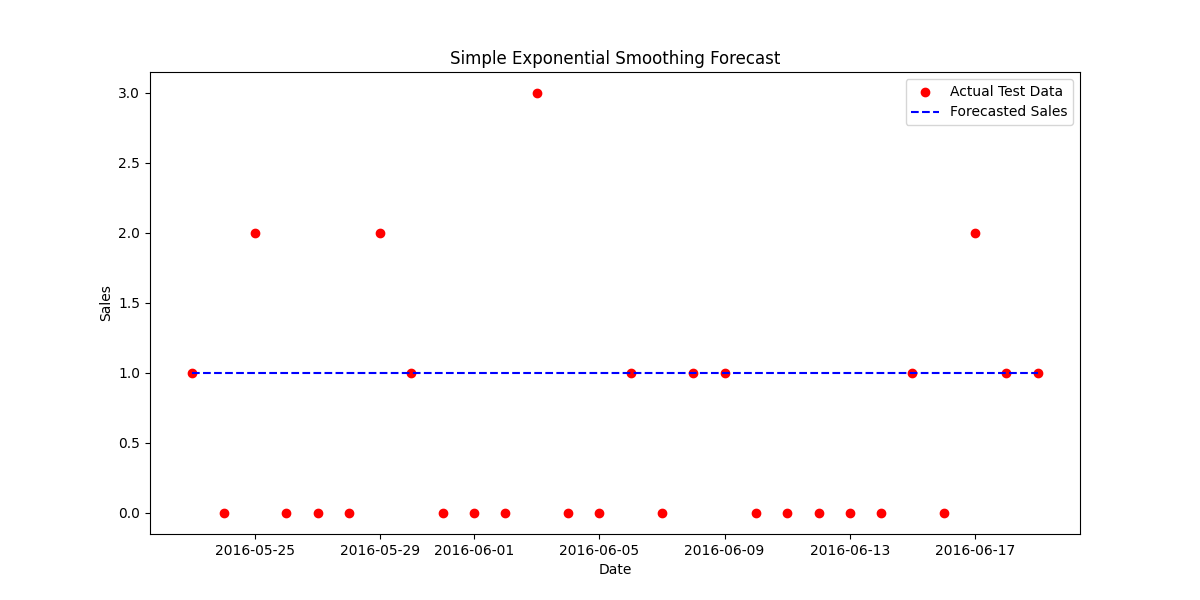 Simple Exponential Smoothing Forecast
Actual Test Data
Forecasted Sales
3.0
2.5
2.0
1.5
1.0
0.5
0.0
Sales
2016-05-25 2016-05-29 2016-06-01 2016-06-05 2016-06-09 2016-06-13 2016-06-17
Date